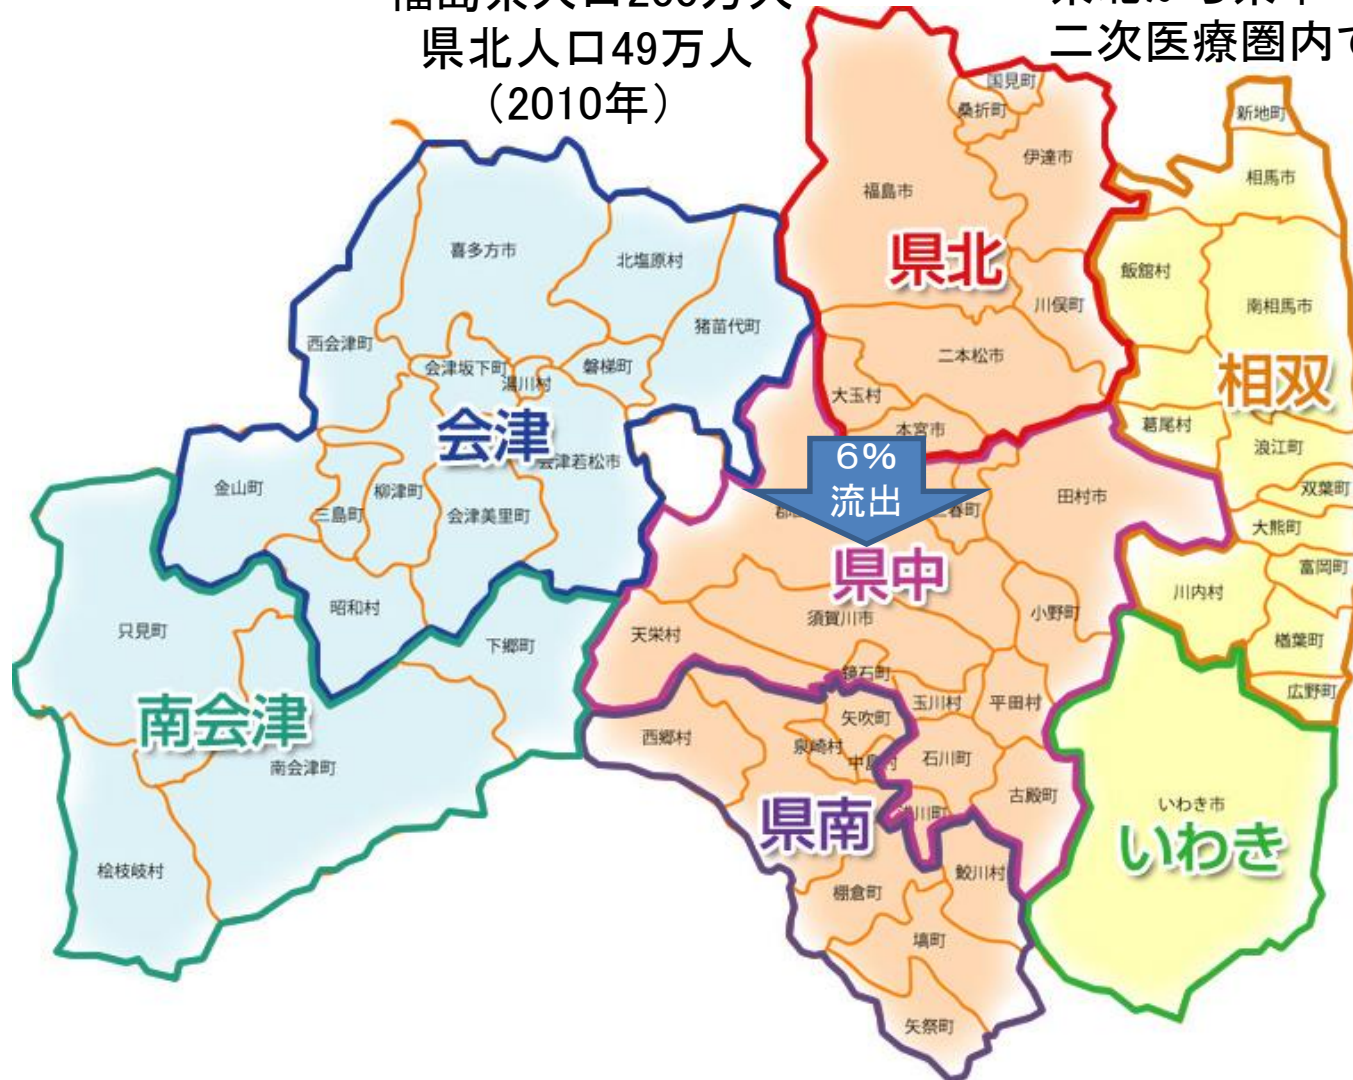 県北人口49万人
（2010年）
二次医療圏内で
国見町
桑折町
伊達市
福島市
県北
川俣町
二本松市
大玉村
本宮市
新地町
相馬市
飯舘村
南相馬市
相双
葛尾村
浪江町
双葉町
大熊町
富岡町
川内村
楢葉町
広野町
喜多方市
北塩原村
猪苗代町
西会津町
会津坂下町
湯川村
磐梯町
会津
会津若松市
金山町
柳津町
三島町
会津美里町
昭和村
6%
流出
田村市
県中
小野町
須賀川市
天栄村
鏡石町
玉川村
平田村
石川町
古殿町
只見町
下郷町
南会津
南会津町
桧枝岐村
矢吹町
西郷村
泉崎村
県南
棚倉町
鮫川村
塙町
矢祭町
いわき市
いわき